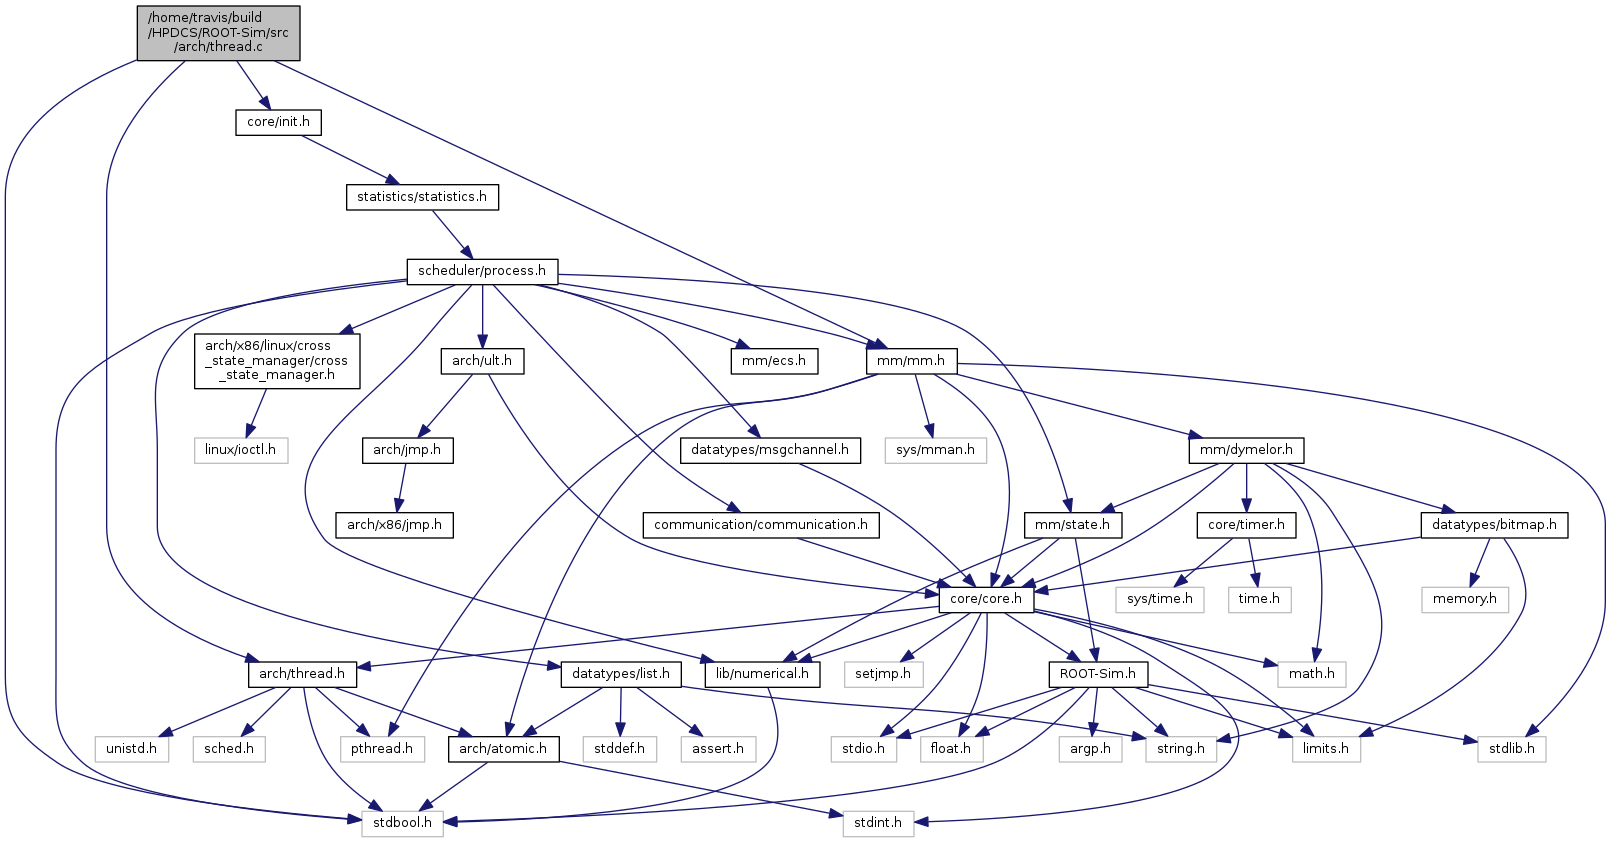 /home/travis/build
/HPDCS/ROOT-Sim/src
/arch/thread.c
core/init.h
statistics/statistics.h
scheduler/process.h
arch/x86/linux/cross
_state_manager/cross
_state_manager.h
arch/ult.h
mm/ecs.h
mm/mm.h
linux/ioctl.h
arch/jmp.h
datatypes/msgchannel.h
sys/mman.h
mm/dymelor.h
arch/x86/jmp.h
communication/communication.h
mm/state.h
core/timer.h
datatypes/bitmap.h
core/core.h
sys/time.h
time.h
memory.h
arch/thread.h
datatypes/list.h
lib/numerical.h
setjmp.h
ROOT-Sim.h
math.h
unistd.h
sched.h
pthread.h
arch/atomic.h
stddef.h
assert.h
stdio.h
float.h
argp.h
string.h
limits.h
stdlib.h
stdbool.h
stdint.h